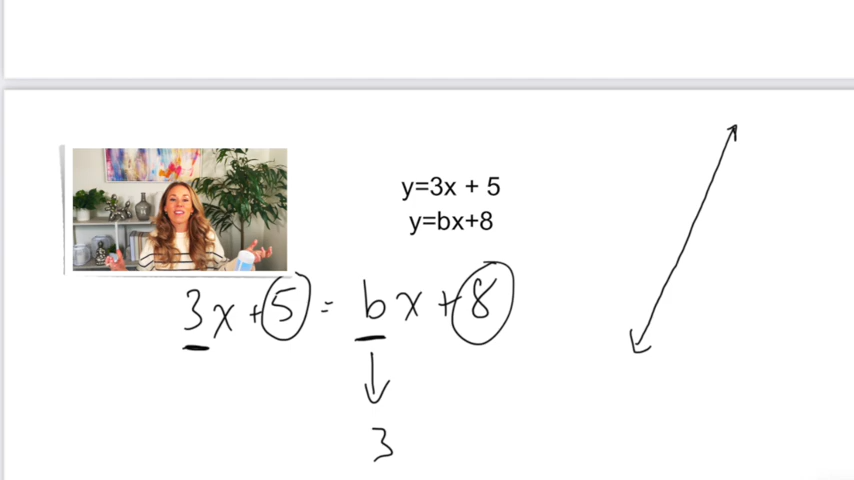 y=3x + 5
y=bx+8
3x+5 = bx+8
3